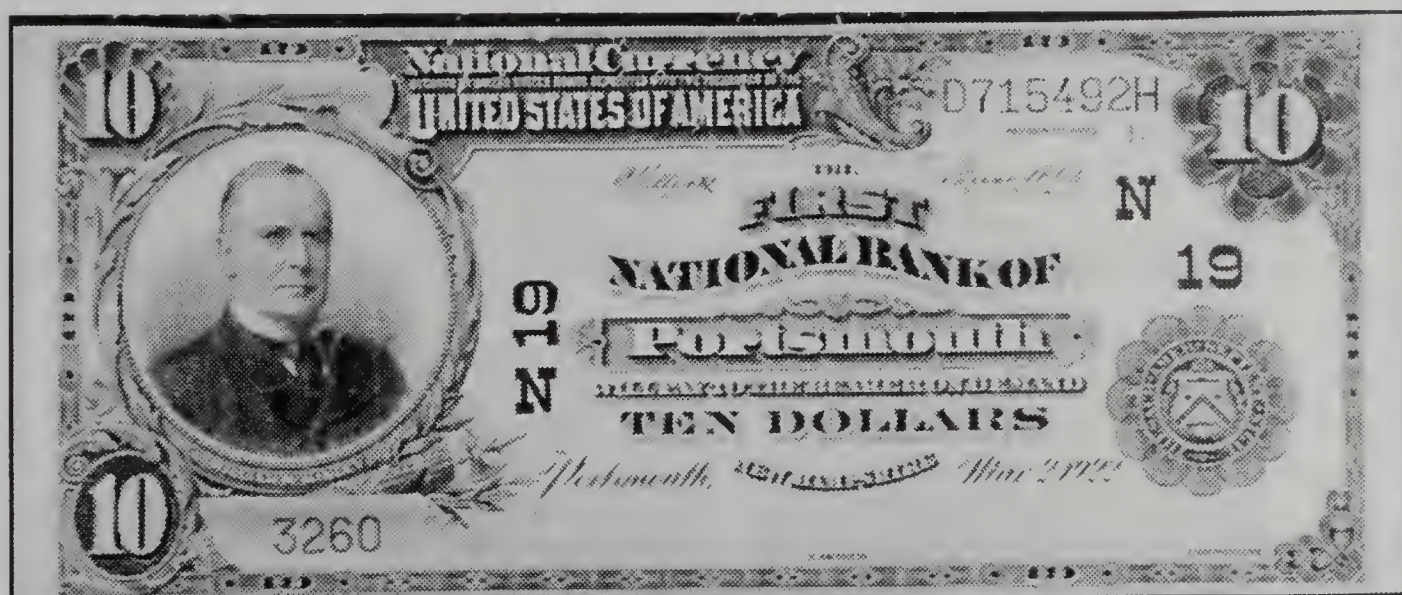 10
National Currency
UNITED STATES OF AMERICA
D715492H
10
THE
FIRST
N
NATIONAL BANK OF
19
N 19
Portsmouth
TEN DOLLARS
Portsmouth,
10
3260